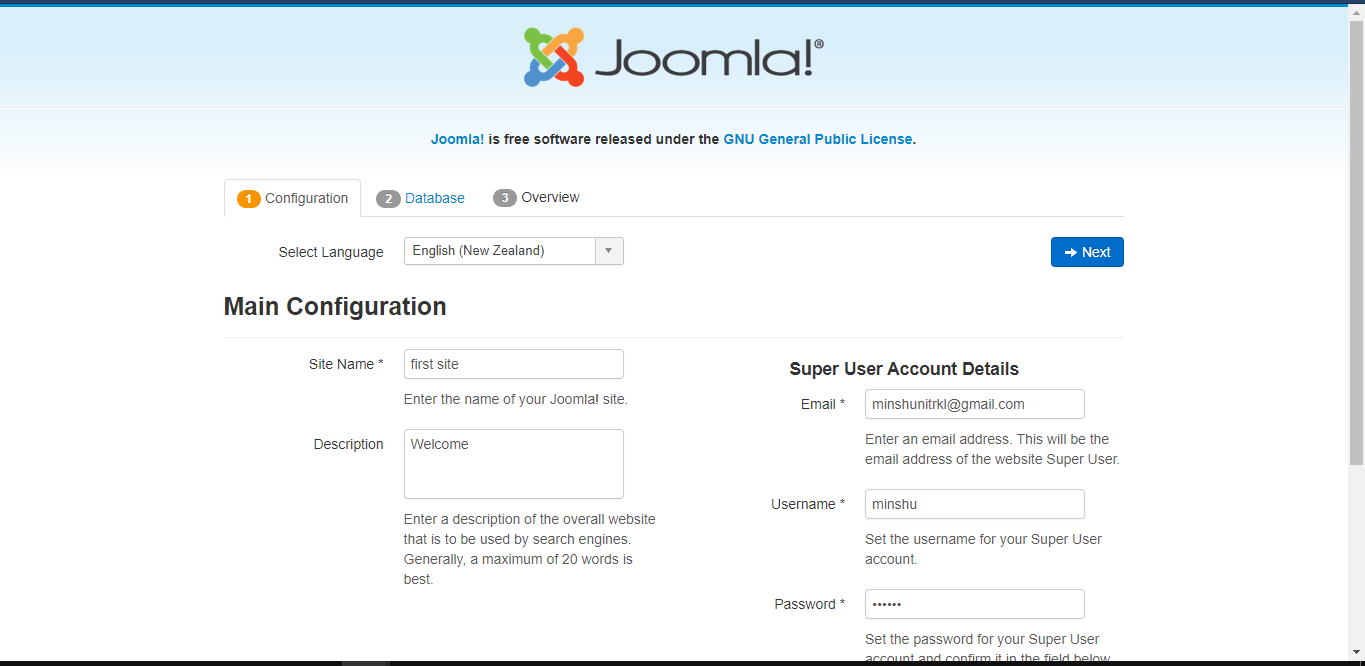 Joomla!®
Joomla! is free software released under the GNU General Public License.
1 Configuration
2 Database
3 Overview
Select Language
English (New Zealand)
Next
Main Configuration
Site Name *
first site
Enter the name of your Joomla! site.
Description
Welcome
Enter a description of the overall website
that is to be used by search engines.
Generally, a maximum of 20 words is
best.
Super User Account Details
Email *
minshunitrkl@gmail.com
Enter an email address. This will be the
email address of the website Super User.
Username *
minshu
Set the username for your Super User
account.
Password *
••••••
Set the password for your Super User
account and confirm it in the field below